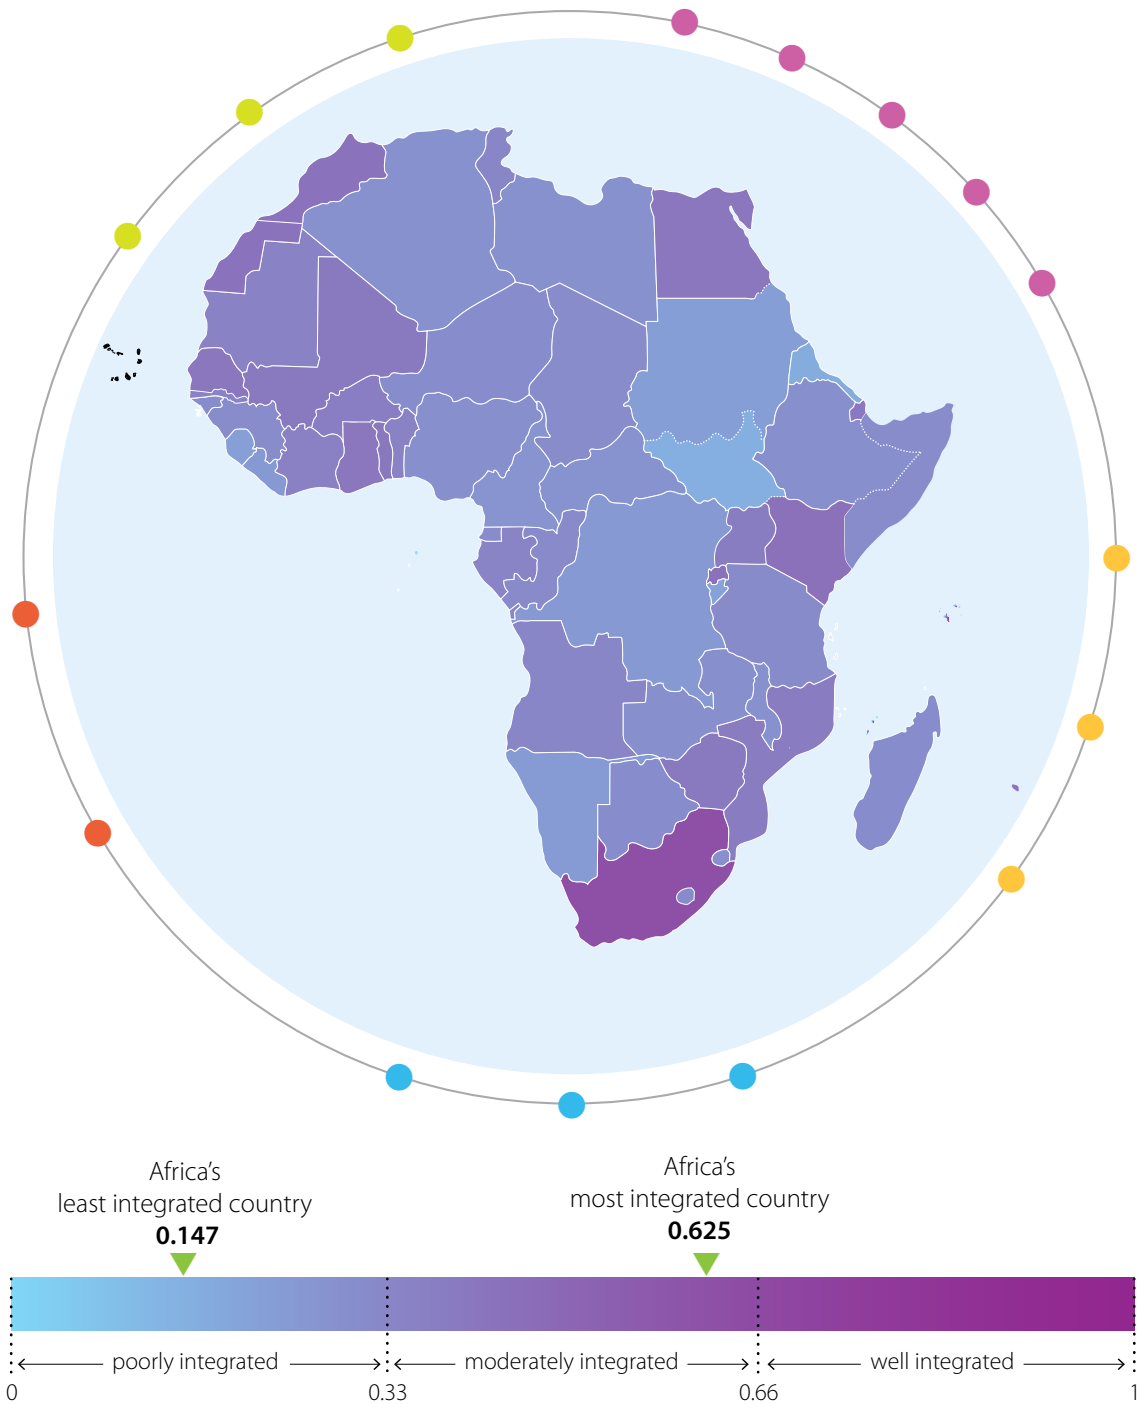 Africa’s
least integrated country
0.147
Africa’s
most integrated country
0.625
poorly integrated
moderately integrated
well integrated
0
0.33
0.66
1